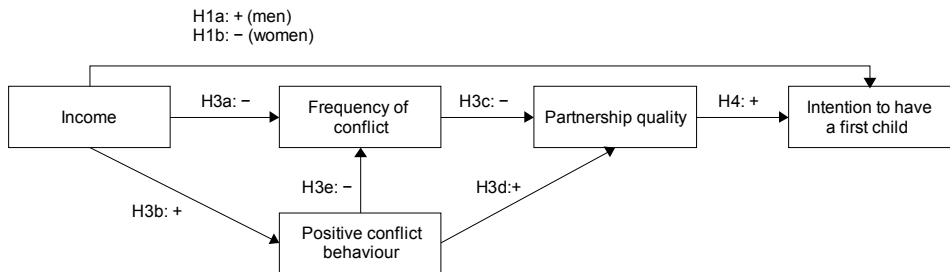 H1a: + (men)
H1b: − (women)
Income
H3a: −
Frequency of
conflict
H3c: −
Partnership quality
H4: +
Intention to have
a first child
H3b: +
H3e: −
H3d:+
Positive conflict
behaviour